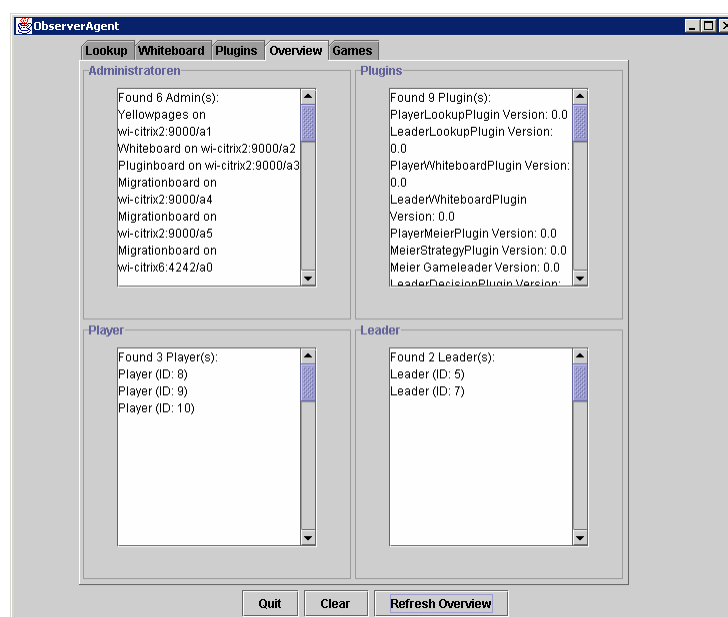 ObserverAgent
Lookup Whiteboard Plugins Overview Games
Administratoren
Found 6 Admin(s):
Yellowpages on
wi-citrix2:9000/a1
Whiteboard on wi-citrix2:9000/a2
Pluginboard on wi-citrix2:9000/a3
Migrationboard on
wi-citrix2:9000/a4
Migrationboard on
wi-citrix2:9000/a5
Migrationboard on
wi-citrix6:4242/a0
Plugins
Found 9 Plugin(s):
PlayerLookupPlugin Version: 0.0
LeaderLookupPlugin Version:
0.0
PlayerWhiteboardPlugin Version:
0.0
LeaderWhiteboardPlugin
Version: 0.0
PlayerMeierPlugin Version: 0.0
MeierStrategyPlugin Version: 0.0
Meier Gameleader Version: 0.0
LeaderDecisionPlugin Version:
Player
Found 3 Player(s):
Player (ID: 8)
Player (ID: 9)
Player (ID: 10)
Leader
Found 2 Leader(s):
Leader (ID: 5)
Leader (ID: 7)
Quit Clear Refresh Overview